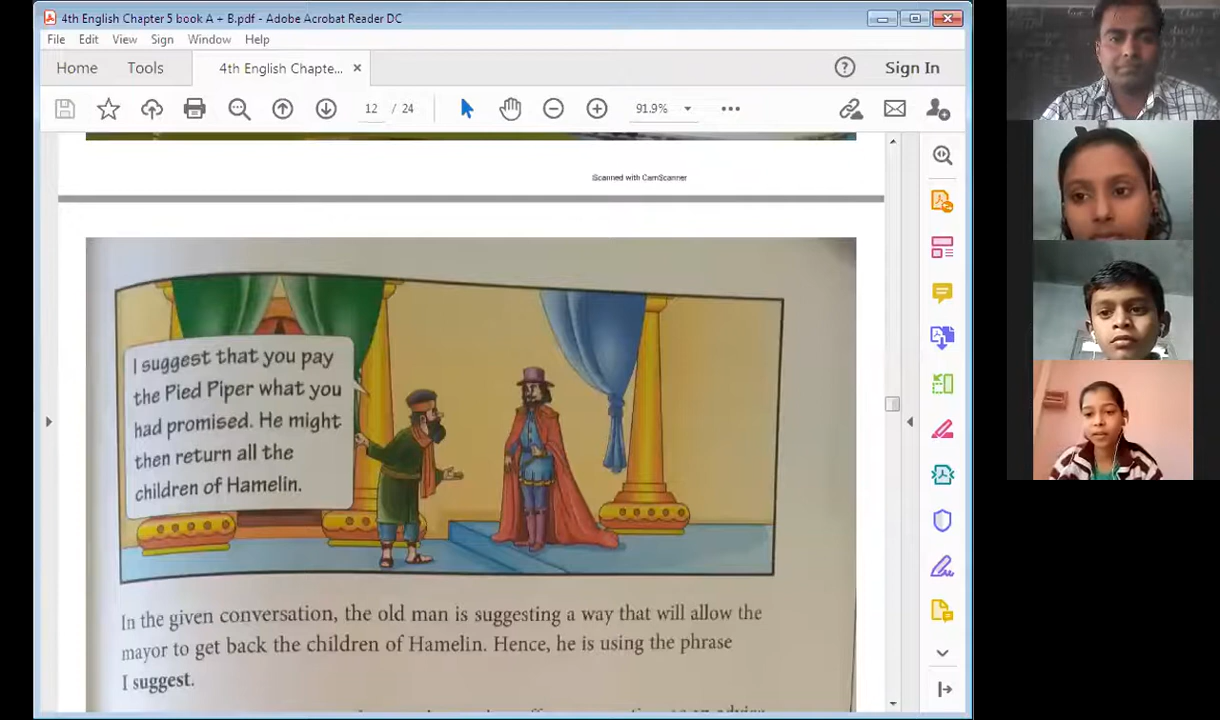 4th English Chapter 5 book A + B.pdf - Adobe Acrobat Reader DC
File Edit View Sign Window Help
Home Tools 4th English Chapte... Sign In
12 / 24 91.9%
Scanned with CamScanner
I suggest that you pay
the Pied Piper what you
had promised. He might
then return all the
children of Hamelin.
In the given conversation, the old man is suggesting a way that will allow the
mayor to get back the children of Hamelin. Hence, he is using the phrase
I suggest.